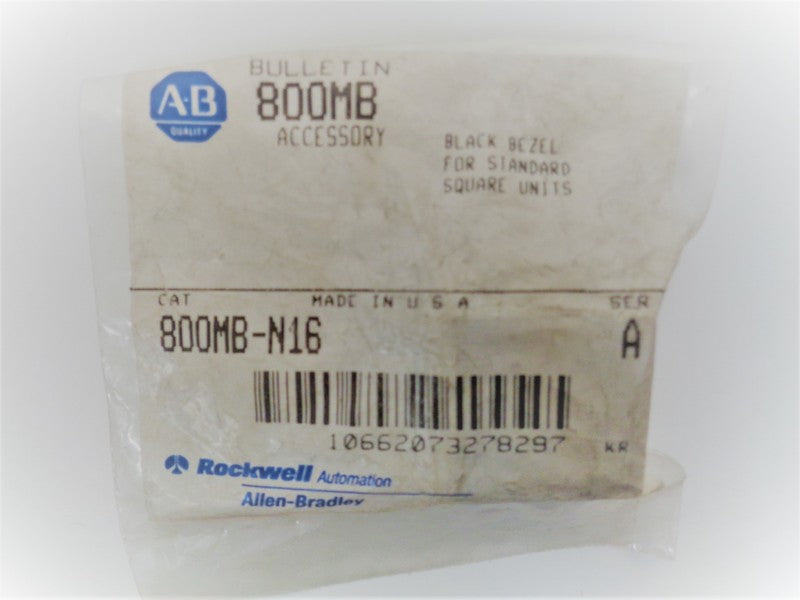 A·B
QUALITY
BULLETIN
800MB
ACCESSORY
BLACK BEZEL
FOR STANDARD
SQUARE UNITS
CAT MADE IN U S A SER
800MB-N16 A
10662073278297 KR
Rockwell Automation
Allen-Bradley